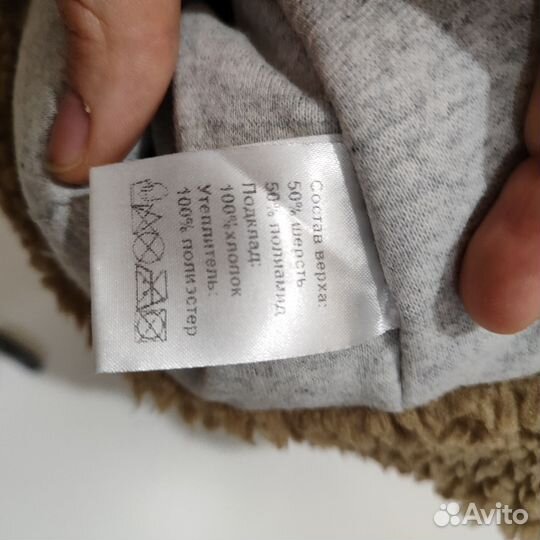 Состав верха:
50% шерсть
50% полиамид
Подклад:
100% хлопок
Утеплитель:
100% полиэстер
Avito